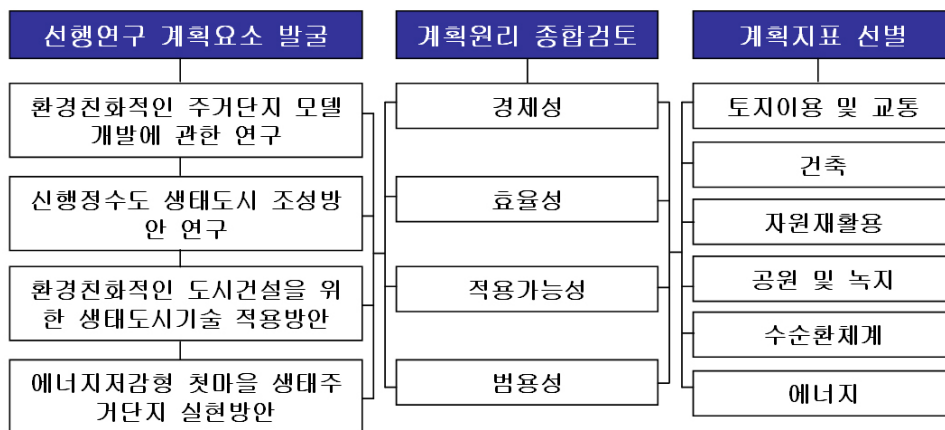 선행연구 계획요소 발굴
환경친화적인 주거단지 모델
개발에 관한 연구
신행정수도 생태도시 조성방
안 연구
환경친화적인 도시건설을 위
한 생태도시기술 적용방안
에너지저감형 첫마을 생태주
거단지 실현방안
계획원리 종합검토
경제성
효율성
적용가능성
범용성
계획지표 선별
토지이용 및 교통
건축
자원재활용
공원 및 녹지
수순환체계
에너지